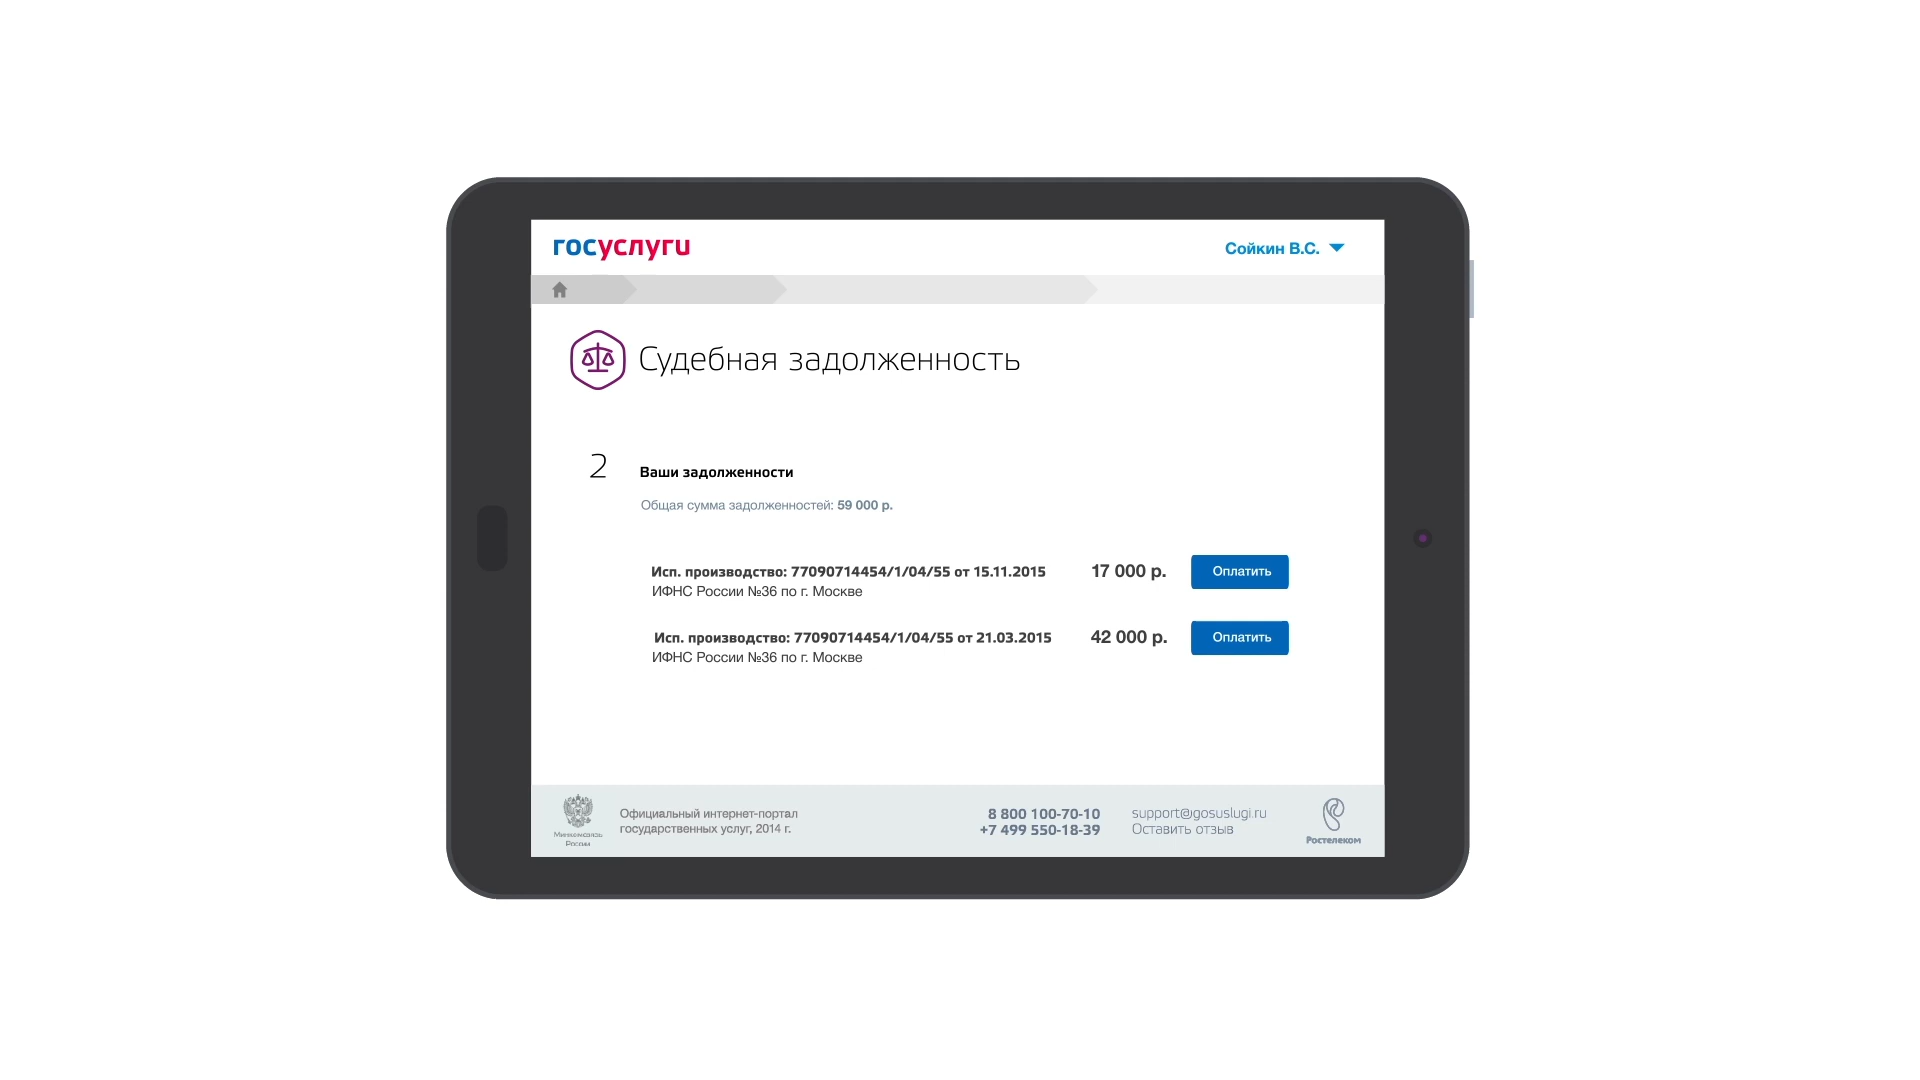 госуслуги
Сойкин В.С.
Судебная задолженность
2
Ваши задолженности
Общая сумма задолженностей: 59 000 р.
Исп. производство: 77090714454/1/04/55 от 15.11.2015 17 000 р. Оплатить
ИФНС России №36 по г. Москве
Исп. производство: 77090714454/1/04/55 от 21.03.2015 42 000 р. Оплатить
ИФНС России №36 по г. Москве
Минкомсвязь
России
Официальный интернет-портал
государственных услуг, 2014 г.
8 800 100-70-10
+7 499 550-18-39
support@gosuslugi.ru
Оставить отзыв
Ростелеком